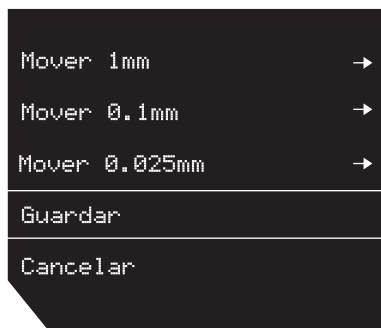 Mover 1mm →
Mover 0.1mm →
Mover 0.025mm →
Guardar
Cancelar